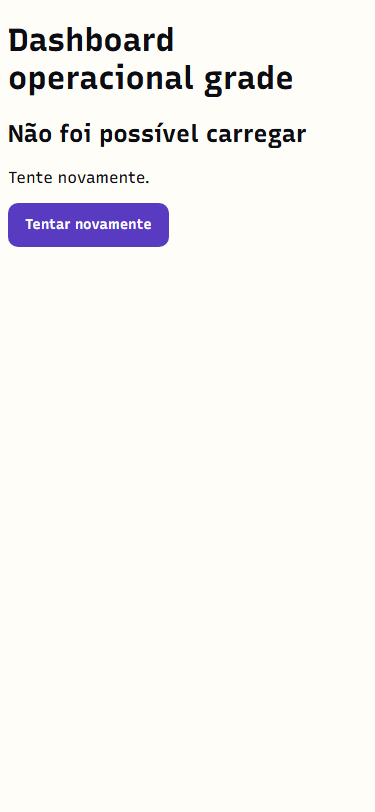 Dashboard
operacional grade
Não foi possível carregar
Tente novamente.
Tentar novamente